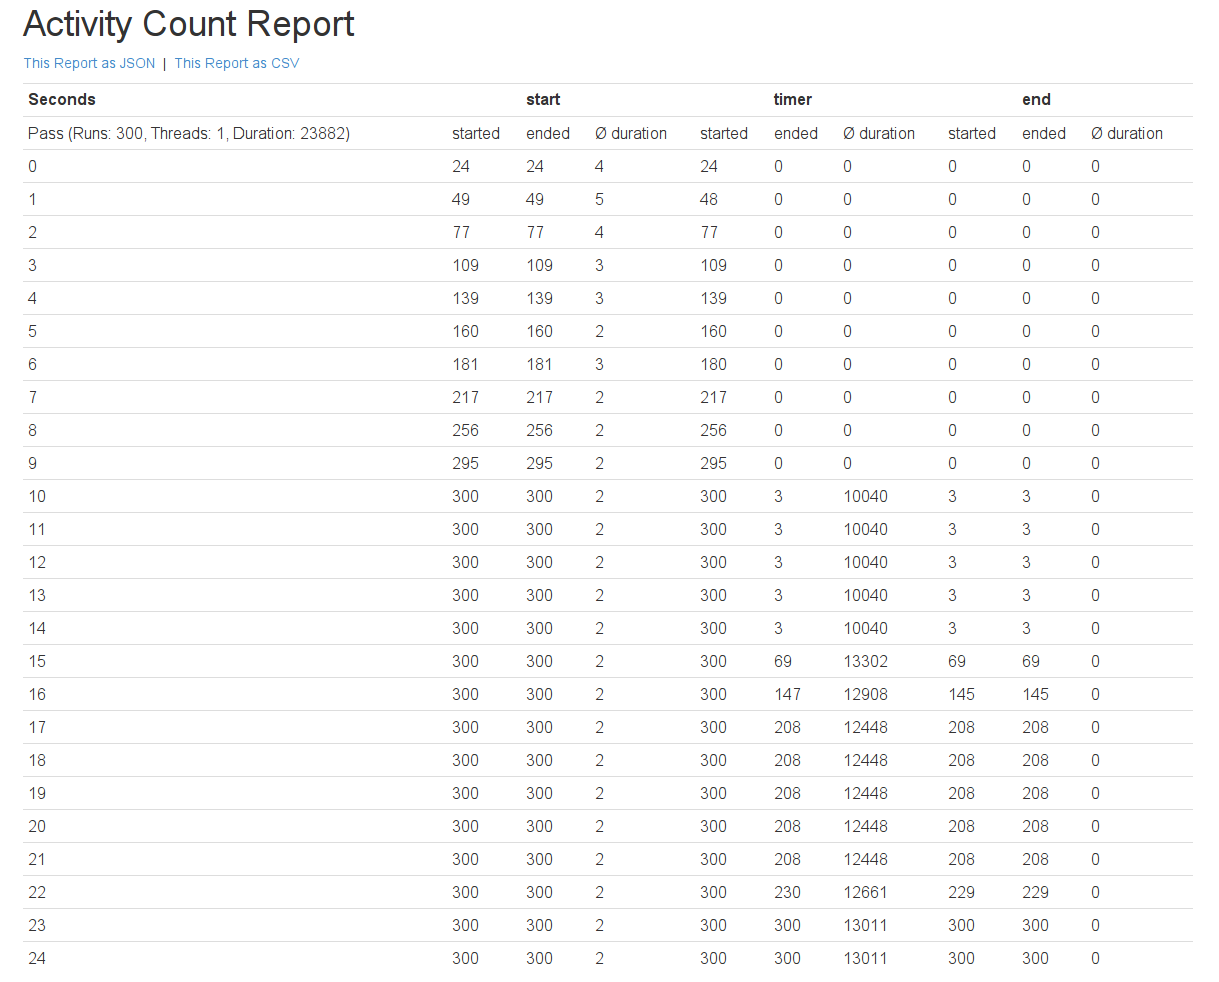 Activity Count Report
This Report as JSON | This Report as CSV
Seconds start timer end
Pass (Runs: 300, Threads: 1, Duration: 23882) started ended Ø duration started ended Ø duration started ended Ø duration
0 24 24 4 24 0 0 0 0 0
1 49 49 5 48 0 0 0 0 0
2 77 77 4 77 0 0 0 0 0
3 109 109 3 109 0 0 0 0 0
4 139 139 3 139 0 0 0 0 0
5 160 160 2 160 0 0 0 0 0
6 181 181 3 180 0 0 0 0 0
7 217 217 2 217 0 0 0 0 0
8 256 256 2 256 0 0 0 0 0
9 295 295 2 295 0 0 0 0 0
10 300 300 2 300 3 10040 3 3 0
11 300 300 2 300 3 10040 3 3 0
12 300 300 2 300 3 10040 3 3 0
13 300 300 2 300 3 10040 3 3 0
14 300 300 2 300 3 10040 3 3 0
15 300 300 2 300 69 13302 69 69 0
16 300 300 2 300 147 12908 145 145 0
17 300 300 2 300 208 12448 208 208 0
18 300 300 2 300 208 12448 208 208 0
19 300 300 2 300 208 12448 208 208 0
20 300 300 2 300 208 12448 208 208 0
21 300 300 2 300 208 12448 208 208 0
22 300 300 2 300 230 12661 229 229 0
23 300 300 2 300 300 13011 300 300 0
24 300 300 2 300 300 13011 300 300 0